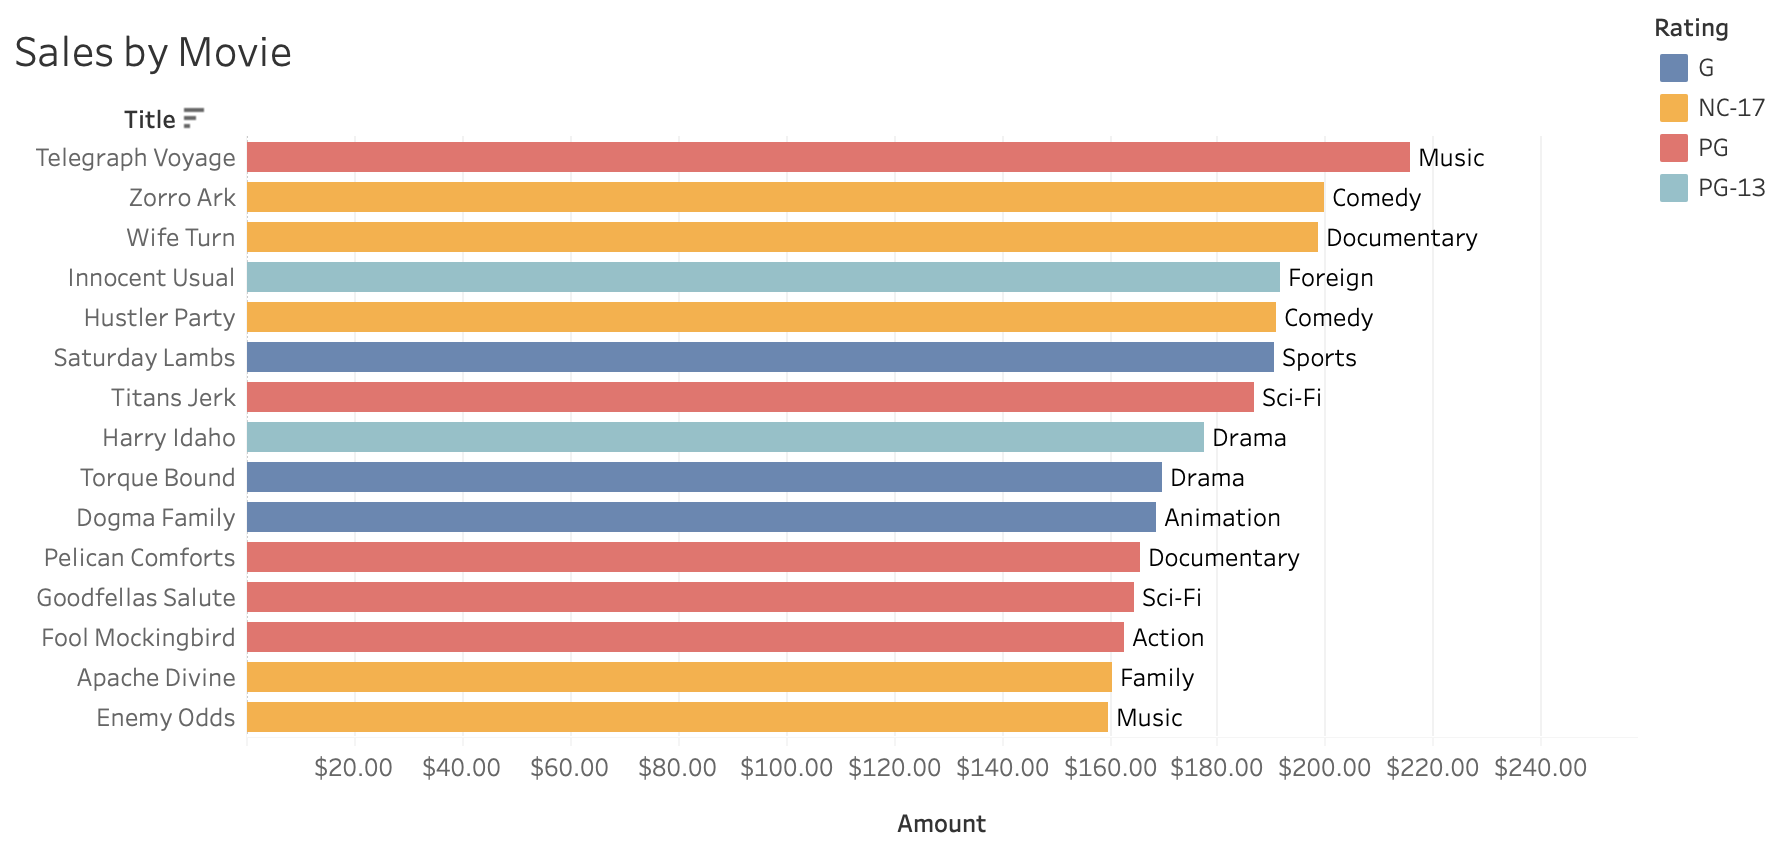 Sales by Movie
Title
Telegraph Voyage Music
Zorro Ark Comedy
Wife Turn Documentary
Innocent Usual Foreign
Hustler Party Comedy
Saturday Lambs Sports
Titans Jerk Sci-Fi
Harry Idaho Drama
Torque Bound Drama
Dogma Family Animation
Pelican Comforts Documentary
Goodfellas Salute Sci-Fi
Fool Mockingbird Action
Apache Divine Family
Enemy Odds Music
$20.00 $40.00 $60.00 $80.00 $100.00 $120.00 $140.00 $160.00 $180.00 $200.00 $220.00 $240.00
Amount
Rating
G
NC-17
PG
PG-13